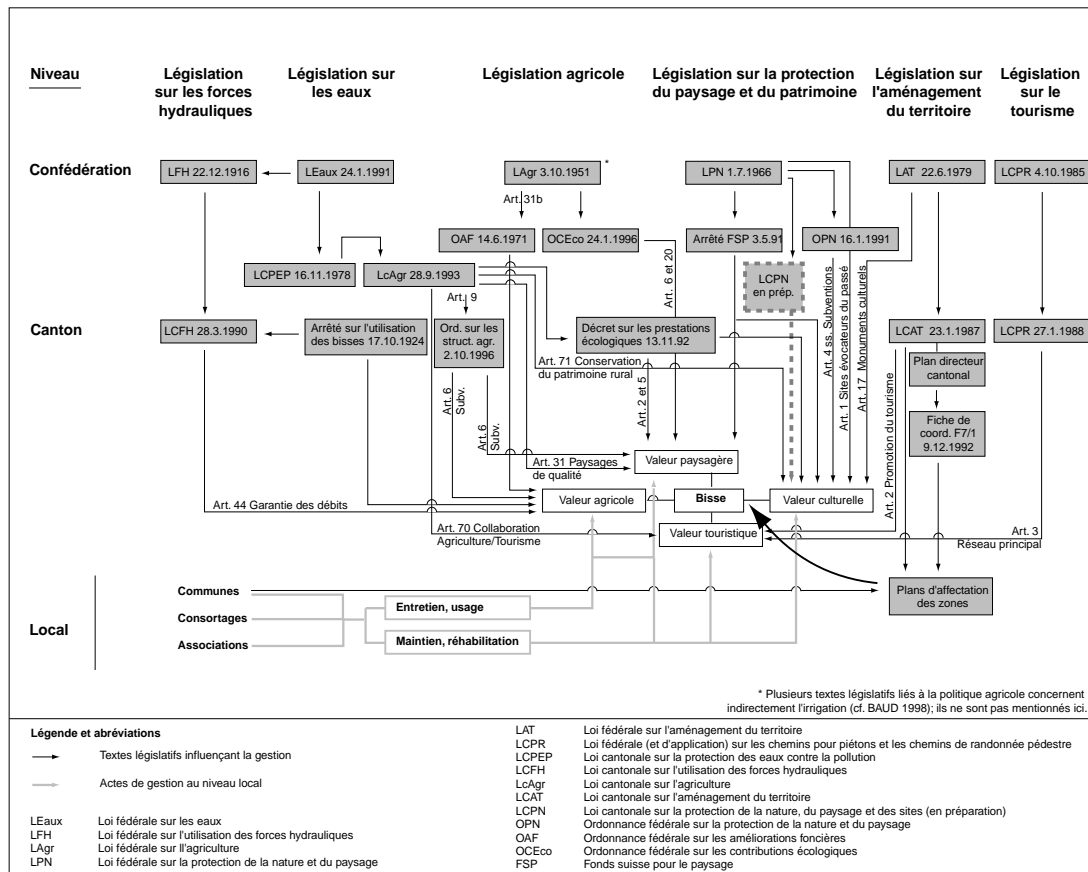 Niveau
Législation
sur les forces
hydrauliques
Législation sur
les eaux
Législation agricole
Législation sur la protection
du paysage et du patrimoine
Législation sur
l'aménagement
du territoire
Législation
sur le
tourisme
Confédération
LFH 22.12.1916
LEaux 24.1.1991
LAgr 3.10.1951
*
LPN 1.7.1966
LAT 22.6.1979
LCPR 4.10.1985
Art. 31b
OAF 14.6.1971
OCEco 24.1.1996
Arrêté FSP 3.5.91
OPN 16.1.1991
LCPEP 16.11.1978
LcAgr 28.9.1993
Art. 6 et 20
LCPN
en prép.
Art. 9
Canton
LCFH 28.3.1990
Arrêté sur l'utilisation
des bisses 17.10.1924
Ord. sur les
struct. agr.
2.10.1996
Décret sur les prestations
écologiques 13.11.92
Art. 4 ss. Subventions
Art. 1 Sites évocateurs du passé
Art. 17 Monuments culturels
LCAT 23.1.1987
LCPR 27.1.1988
Art. 71 Conservation
du patrimoine rural
Plan directeur
cantonal
Art. 6
Subv.
Art. 6
Subv.
Art. 2 et 5
Art. 2 Promotion du tourisme
Fiche de
coord. F7/1
9.12.1992
Valeur paysagère
Art. 31 Paysages
de qualité
Valeur agricole
Bisse
Valeur culturelle
Art. 44 Garantie des débits
Art. 70 Collaboration
Agriculture/Tourisme
Valeur touristique
Art. 3
Réseau principal
Local
Communes
Consortages
Associations
Entretien, usage
Maintien, réhabilitation
Plans d'affectation
des zones
* Plusieurs textes législatifs liés à la politique agricole concernent
indirectement l'irrigation (cf. BAUD 1998); ils ne sont pas mentionnés ici.
Légende et abréviations
Textes législatifs influençant la gestion
Actes de gestion au niveau local
LEaux Loi fédérale sur les eaux
LFH Loi fédérale sur l'utilisation des forces hydrauliques
LAgr Loi fédérale sur ll'agriculture
LPN Loi fédérale sur la protection de la nature et du paysage
LAT Loi fédérale sur l'aménagement du territoire
LCPR Loi fédérale (et d'application) sur les chemins pour piétons et les chemins de randonnée pédestre
LCPEP Loi cantonale sur la protection des eaux contre la pollution
LCFH Loi cantonale sur l'utilisation des forces hydrauliques
LcAgr Loi cantonale sur l'agriculture
LCAT Loi cantonale sur l'aménagement du territoire
LCPN Loi cantonale sur la protection de la nature, du paysage et des sites (en préparation)
OPN Ordonnance fédérale sur la protection de la nature et du paysage
OAF Ordonnance fédérale sur les améliorations foncières
OCEco Ordonnance fédérale sur les contributions écologiques
FSP Fonds suisse pour le paysage